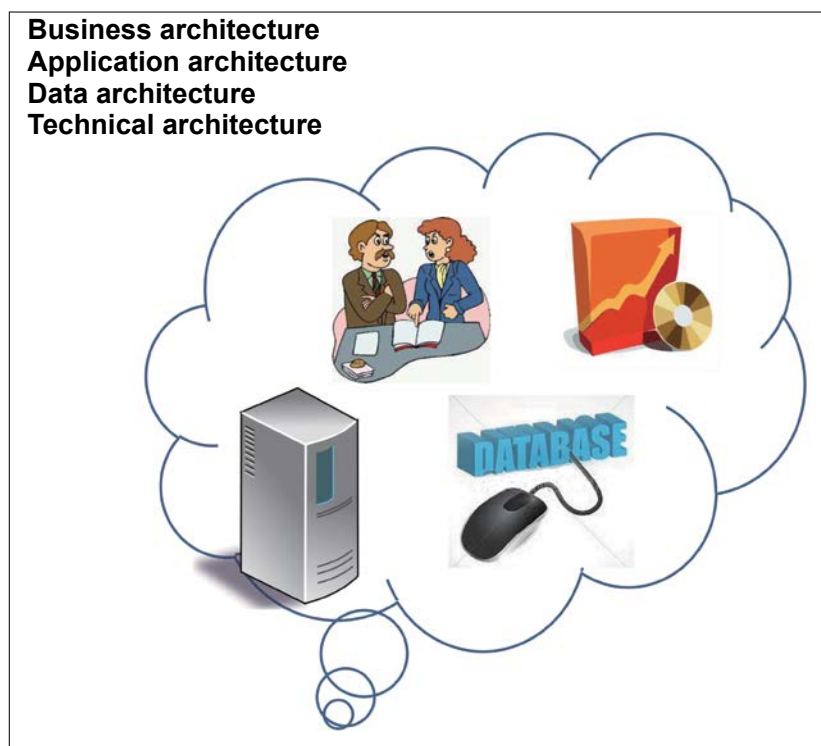 Business architecture
Application architecture
Data architecture
Technical architecture
DATABASE